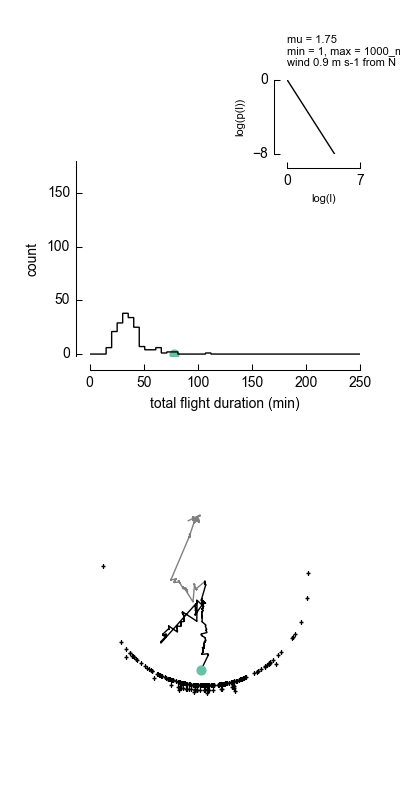 mu = 1.75
min = 1, max = 1000_m
wind 0.9 m s-1 from N
0
log(p(l))
−8
0
7
log(l)
150
100
50
0
count
0
50
100
150
200
250
total flight duration (min)